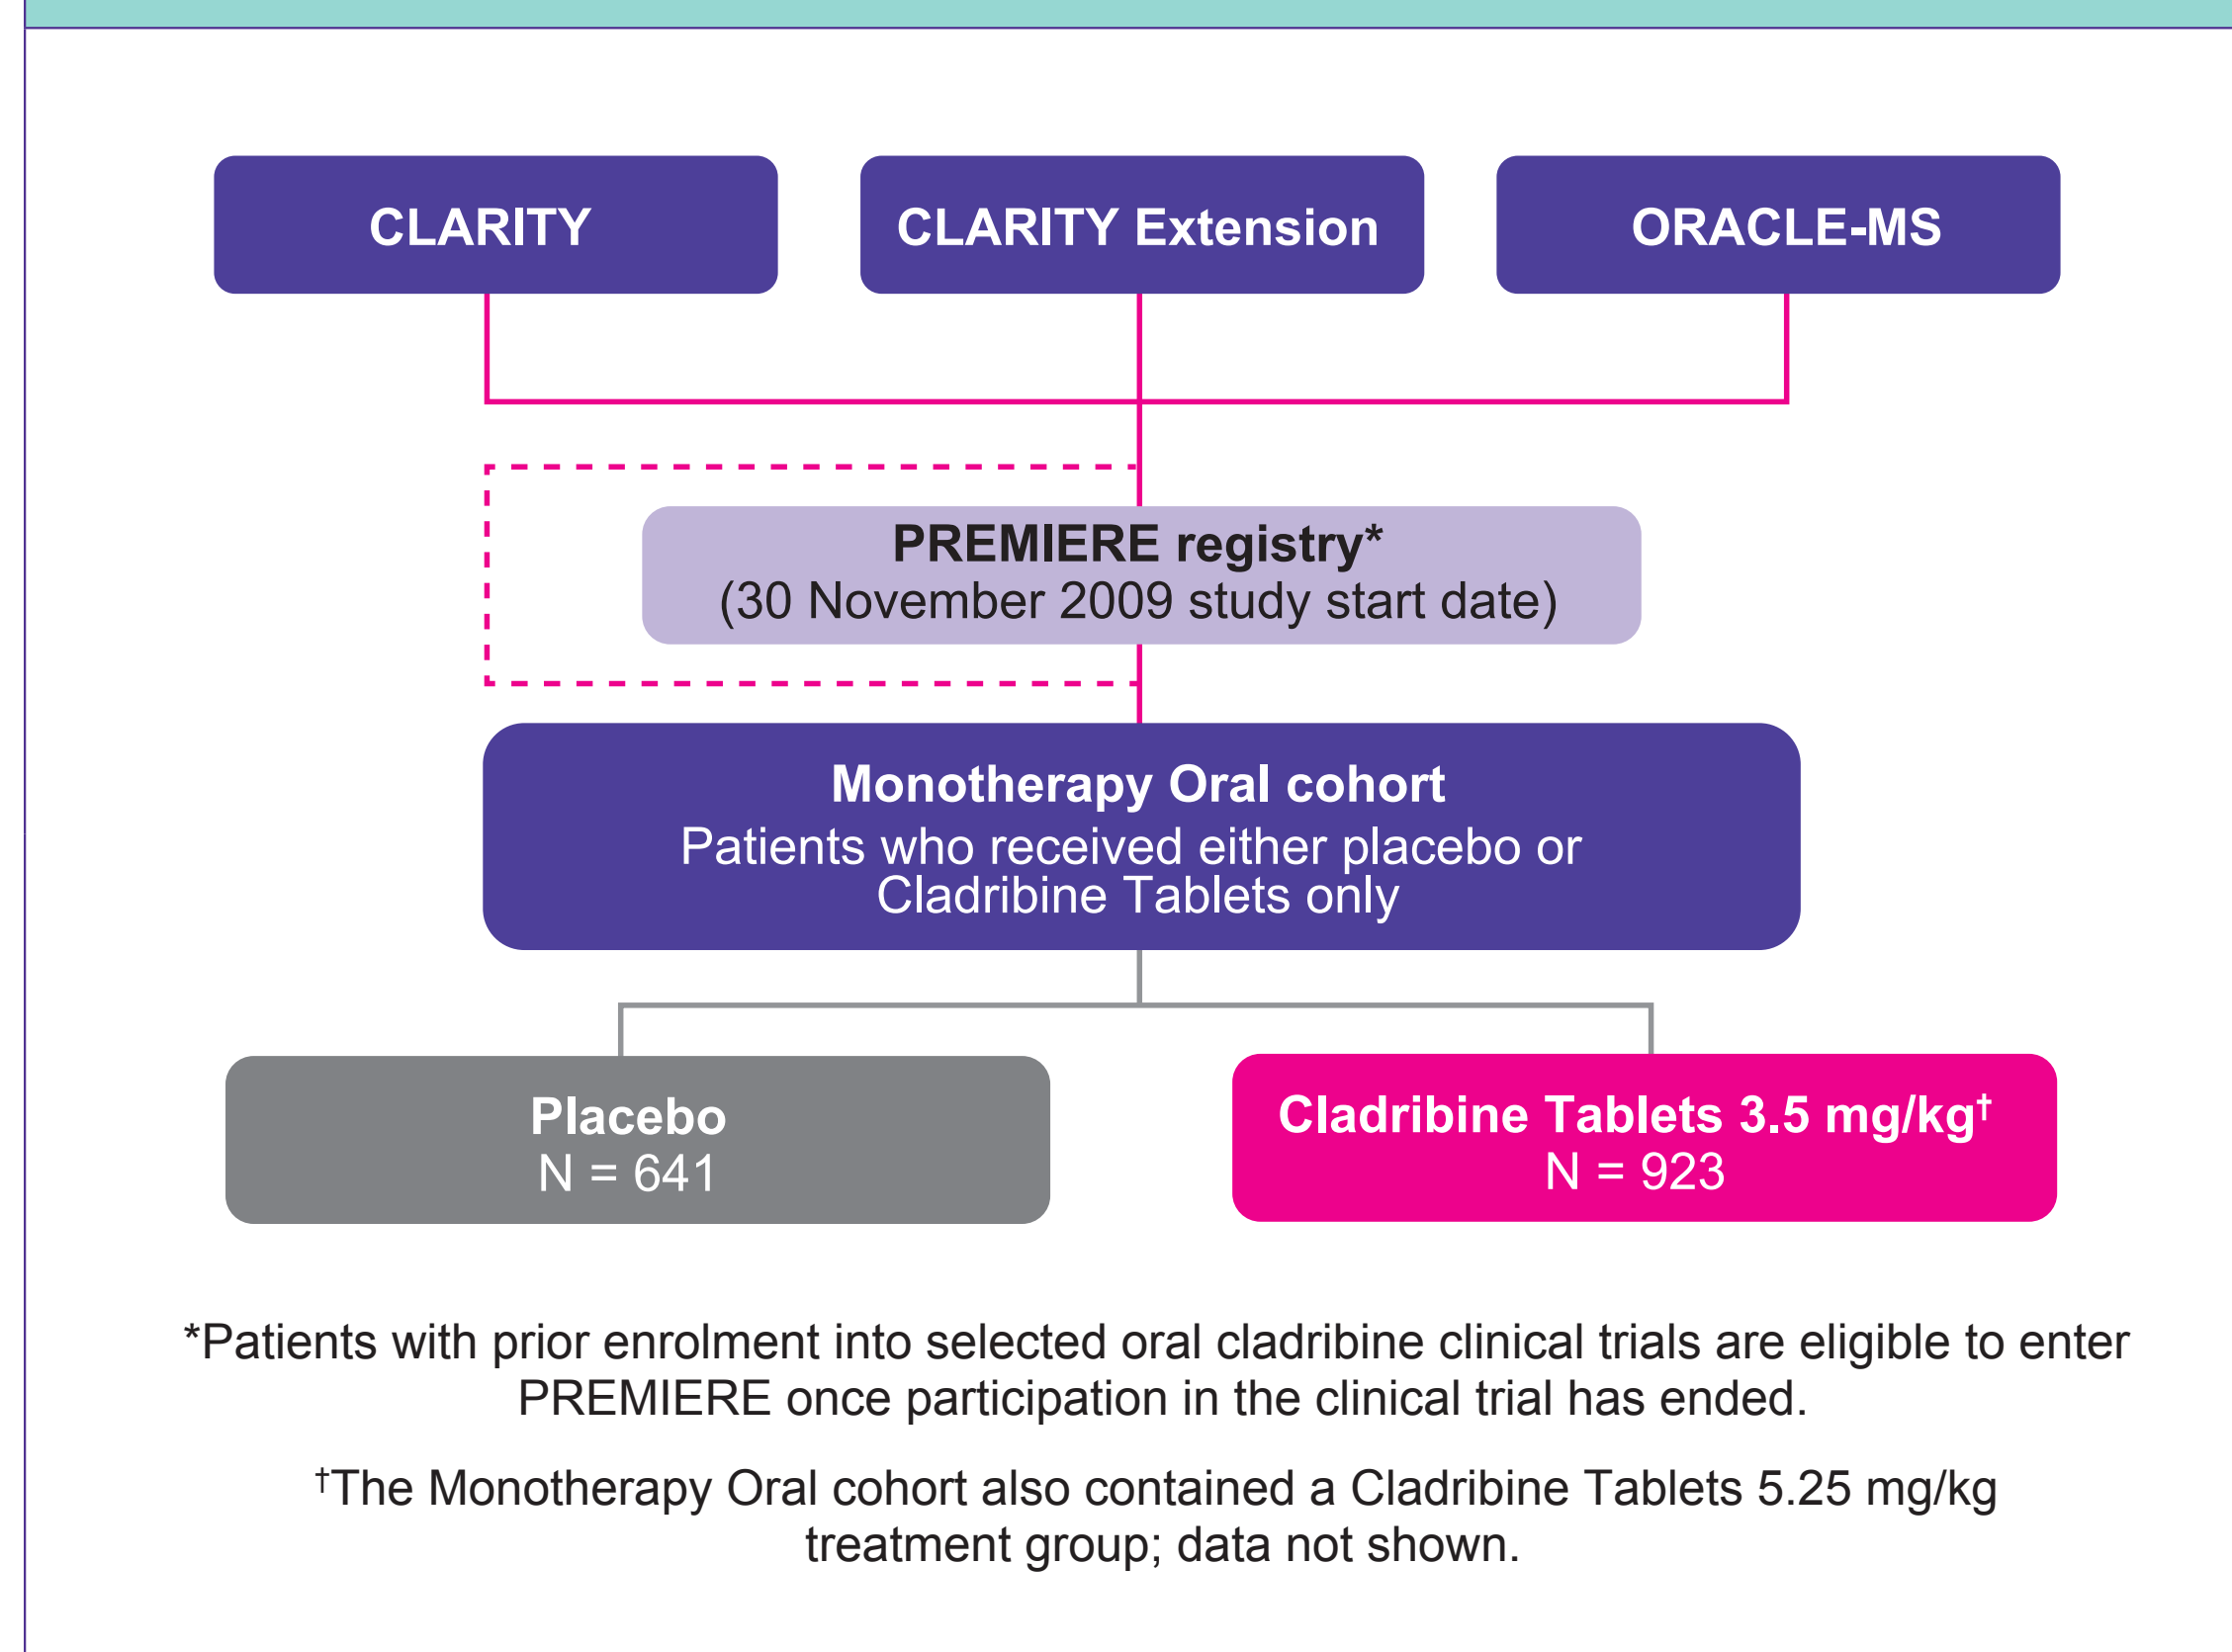 CLARITY
CLARITY Extension
ORACLE-MS
PREMIERE registry*
(30 November 2009 study start date)
Monotherapy Oral cohort
Patients who received either placebo or
Cladribine Tablets only
Placebo
N = 641
Cladribine Tablets 3.5 mg/kg†
N = 923
*Patients with prior enrolment into selected oral cladribine clinical trials are eligible to enter
PREMIERE once participation in the clinical trial has ended.
†The Monotherapy Oral cohort also contained a Cladribine Tablets 5.25 mg/kg
treatment group; data not shown.